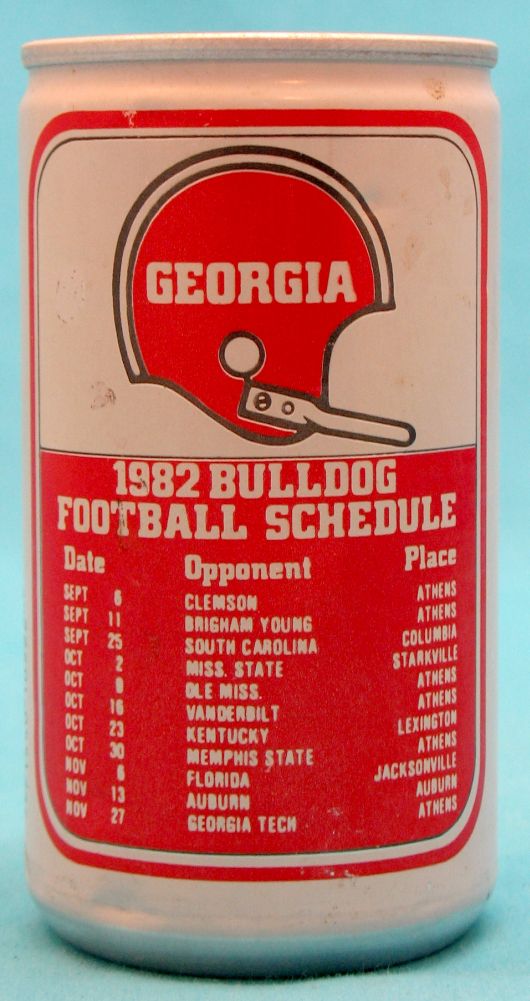 GEORGIA
1982 BULLDOG
FOOTBALL SCHEDULE
Date Opponent Place
SEPT 6 CLEMSON ATHENS
SEPT 11 BRIGHAM YOUNG ATHENS
SEPT 25 SOUTH CAROLINA COLUMBIA
OCT 2 MISS. STATE STARKVILLE
OCT 9 OLE MISS. ATHENS
OCT 16 VANDERBILT ATHENS
OCT 23 KENTUCKY LEXINGTON
OCT 30 MEMPHIS STATE ATHENS
NOV 6 FLORIDA JACKSONVILLE
NOV 13 AUBURN AUBURN
NOV 27 GEORGIA TECH ATHENS